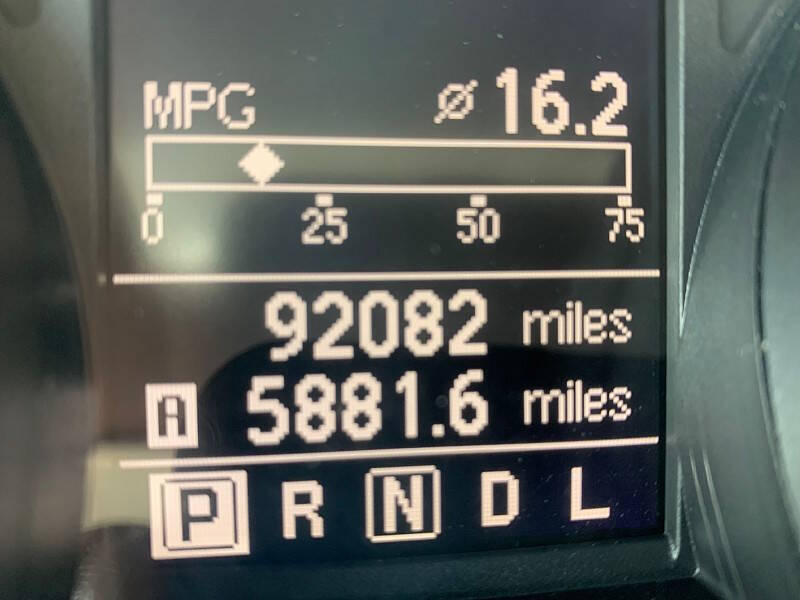 MPG ø 16.2
0 25 50 75
92082 miles
A 5881.6 miles
P R N D L